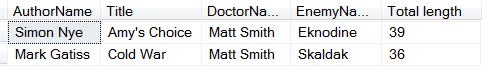 AuthorName Title DoctorNa... EnemyNa... Total length
Simon Nye Amy's Choice Matt Smith Eknodine 39
Mark Gatiss Cold War Matt Smith Skaldak 36